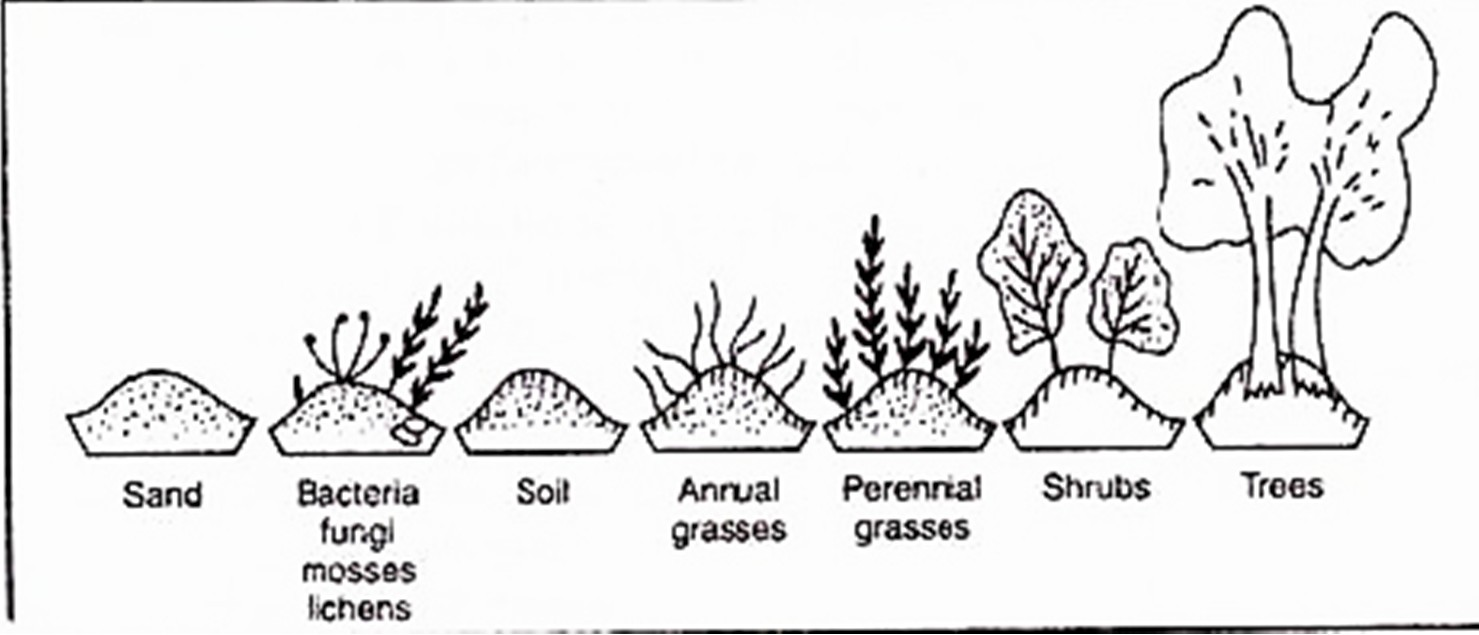 Sand
Bacteria
fungi
mosses
lichens
Soil
Annual
grasses
Perennial
grasses
Shrubs
Trees